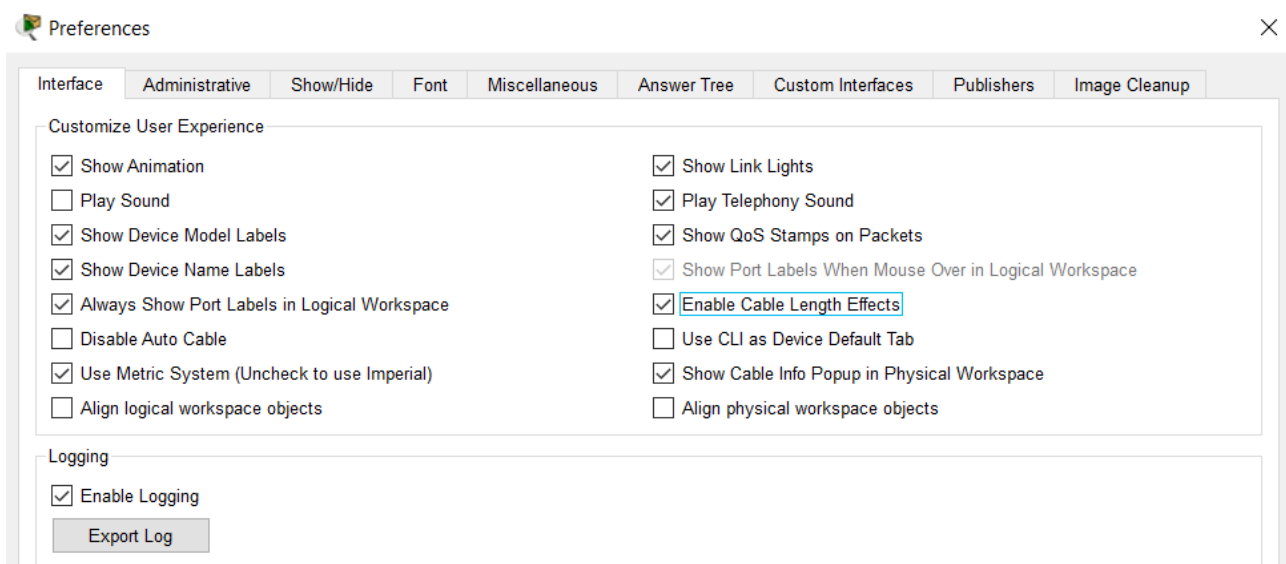 Preferences
Interface Administrative Show/Hide Font Miscellaneous Answer Tree Custom Interfaces Publishers Image Cleanup
Customize User Experience
Show Animation Show Link Lights
Play Sound Play Telephony Sound
Show Device Model Labels Show QoS Stamps on Packets
Show Device Name Labels Show Port Labels When Mouse Over in Logical Workspace
Always Show Port Labels in Logical Workspace Enable Cable Length Effects
Disable Auto Cable Use CLI as Device Default Tab
Use Metric System (Uncheck to use Imperial) Show Cable Info Popup in Physical Workspace
Align logical workspace objects Align physical workspace objects
Logging
Enable Logging
Export Log